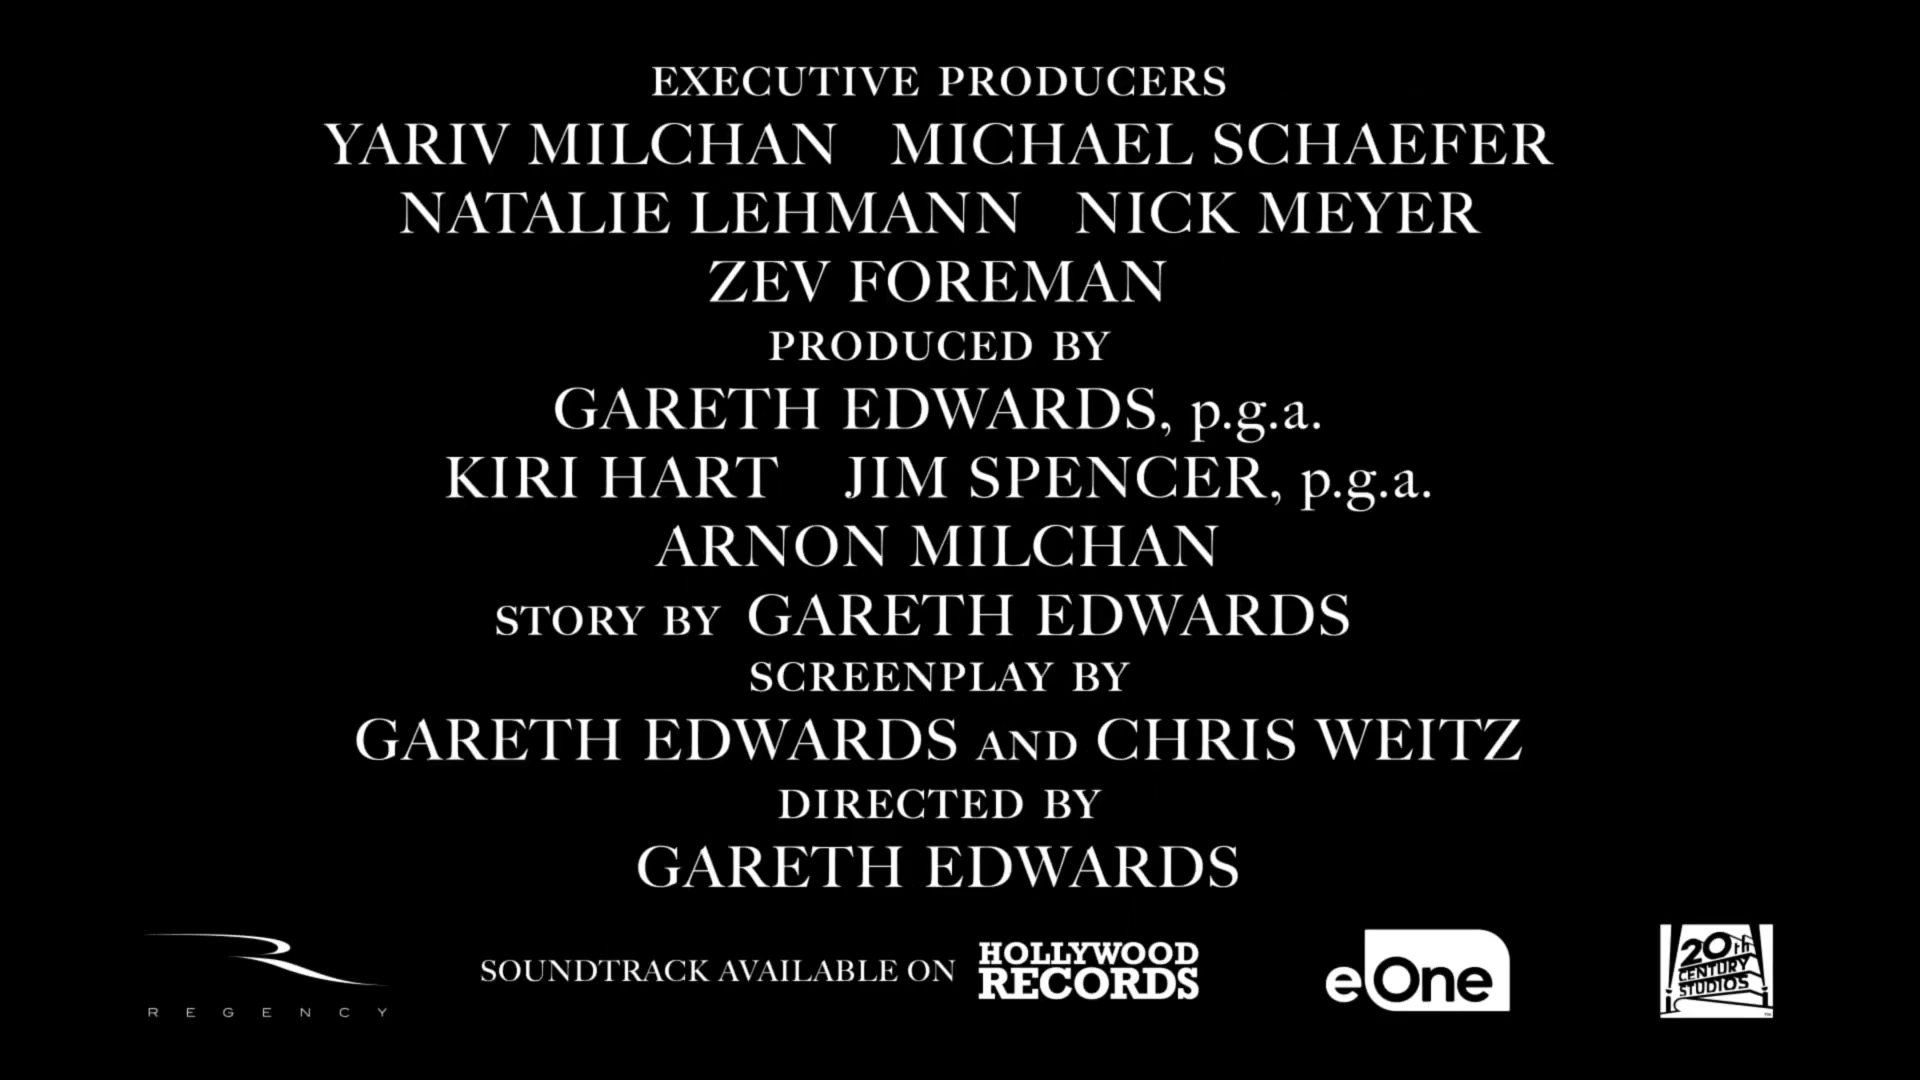 EXECUTIVE PRODUCERS
YARIV MILCHAN MICHAEL SCHAEFER
NATALIE LEHMANN NICK MEYER
ZEV FOREMAN
PRODUCED BY
GARETH EDWARDS, p.g.a.
KIRI HART JIM SPENCER, p.g.a.
ARNON MILCHAN
STORY BY GARETH EDWARDS
SCREENPLAY BY
GARETH EDWARDS AND CHRIS WEITZ
DIRECTED BY
GARETH EDWARDS
REGENCY
SOUNDTRACK AVAILABLE ON
HOLLYWOOD
RECORDS
eOne
20th
CENTURY
STUDIOS
TM